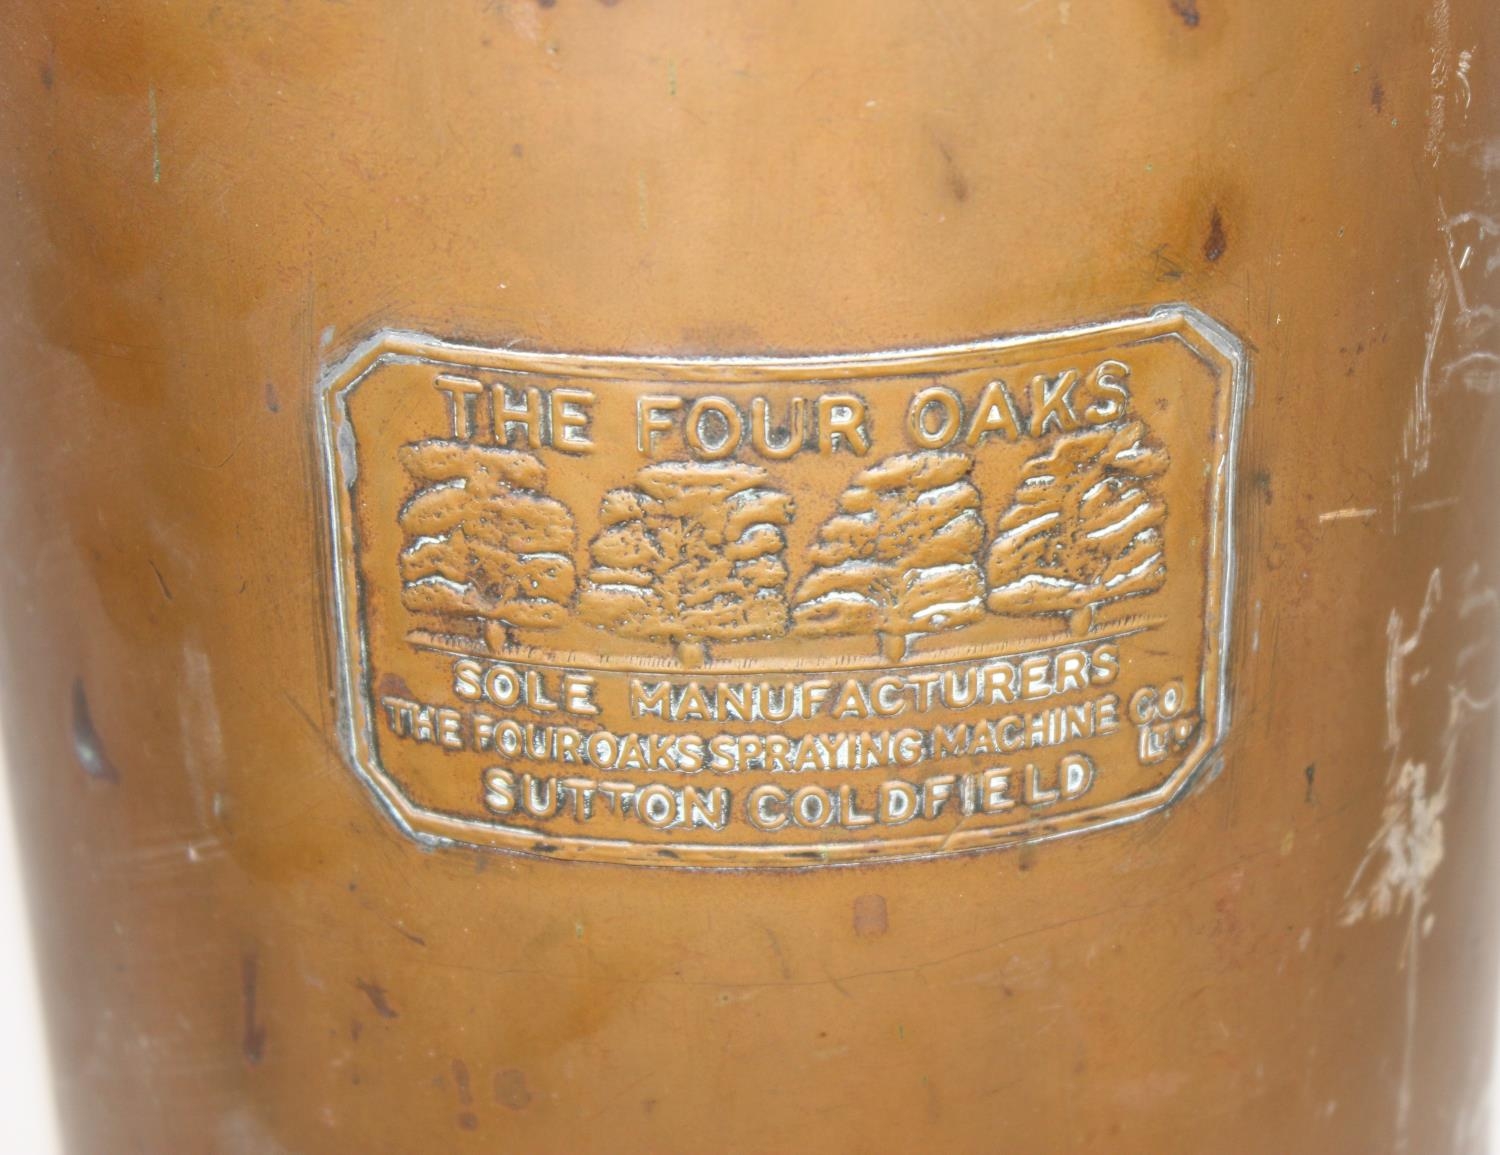 THE FOUR OAKS
SOLE MANUFACTURERS
THE FOUR OAKS SPRAYING MACHINE CO
LTD
SUTTON COLDFIELD